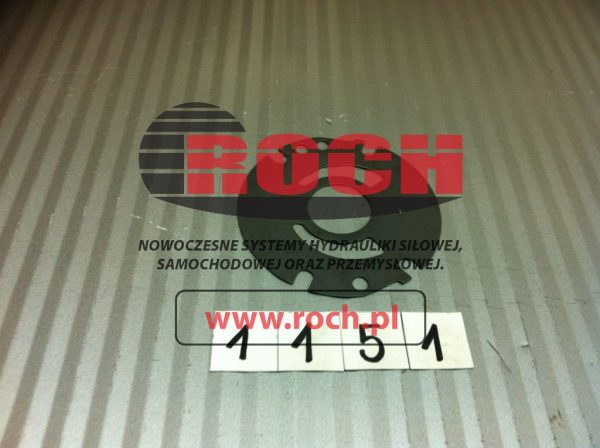 ROCH
NOWOCZESNE SYSTEMY HYDRAULIKI SIŁOWEJ,
SAMOCHODOWEJ ORAZ PRZEMYSŁOWEJ.
www.roch.pl
1 1 5 1